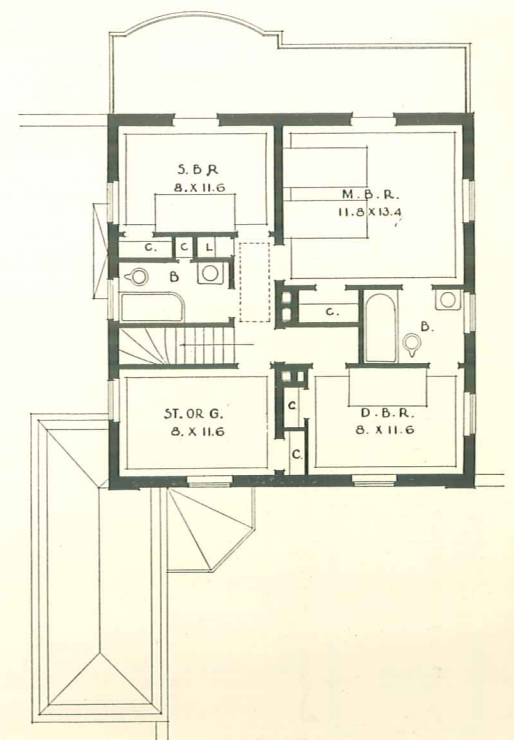 S. B R
8. X 11.6
M. B. R.
11.8 X 13.4
C.
C
L
B
C.
B.
ST. OR G.
8. X 11.6
C
C.
D. B. R.
8. X 11.6